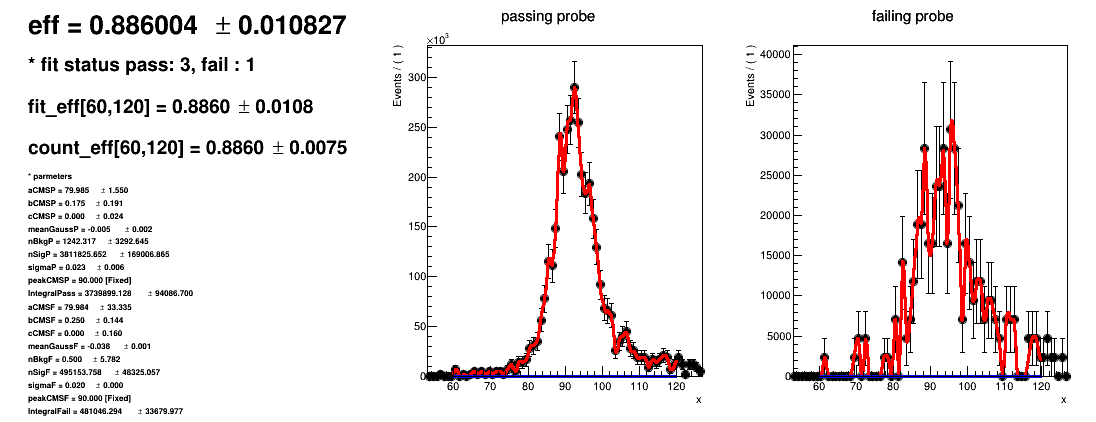 eff = 0.886004 ± 0.010827
* fit status pass: 3, fail : 1
fit_eff[60,120] = 0.8860 ± 0.0108
count_eff[60,120] = 0.8860 ± 0.0075
* parmeters
aCMSP = 79.985 ± 1.550
bCMSP = 0.175 ± 0.191
cCMSP = 0.000 ± 0.024
meanGaussP = -0.005 ± 0.002
nBkgP = 1242.317 ± 3292.645
nSigP = 3811825.652 ± 169006.865
sigmaP = 0.023 ± 0.006
peakCMSP = 90.000 [Fixed]
IntegralPass = 3739899.128 ± 94086.700
aCMSF = 79.984 ± 33.335
bCMSF = 0.250 ± 0.144
cCMSF = 0.000 ± 0.160
meanGaussF = -0.038 ± 0.001
nBkgF = 0.500 ± 5.782
nSigF = 495153.758 ± 48325.057
sigmaF = 0.020 ± 0.000
peakCMSF = 90.000 [Fixed]
IntegralFail = 481046.294 ± 33679.977
passing probe
×10³
Events / ( 1 )
300
250
200
150
100
50
0
60 70 80 90 100 110 120
x
failing probe
Events / ( 1 )
40000
35000
30000
25000
20000
15000
10000
5000
0
60 70 80 90 100 110 120
x